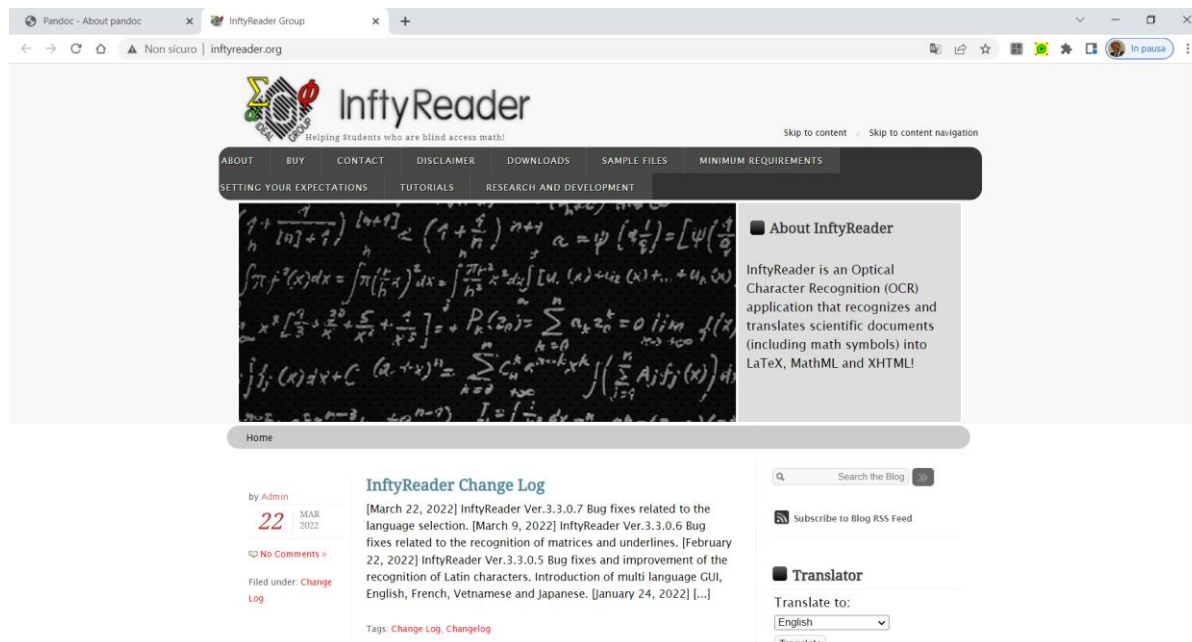 Pandoc - About pandoc
InftyReader Group
Non sicuro | inftyreader.org
In pausa
InftyReader
IDEAL GROUP
Helping Students who are blind access math!
Skip to content / Skip to content navigation
ABOUT BUY CONTACT DISCLAIMER DOWNLOADS SAMPLE FILES MINIMUM REQUIREMENTS
SETTING YOUR EXPECTATIONS TUTORIALS RESEARCH AND DEVELOPMENT
About InftyReader
InftyReader is an Optical
Character Recognition (OCR)
application that recognizes and
translates scientific documents
(including math symbols) into
LaTeX, MathML and XHTML!
Home
by Admin
22 MAR
2022
No Comments »
Filed under: Change
Log
InftyReader Change Log
[March 22, 2022] InftyReader Ver.3.3.0.7 Bug fixes related to the
language selection. [March 9, 2022] InftyReader Ver.3.3.0.6 Bug
fixes related to the recognition of matrices and underlines. [February
22, 2022] InftyReader Ver.3.3.0.5 Bug fixes and improvement of the
recognition of Latin characters. Introduction of multi language GUI,
English, French, Vetnamese and Japanese. [January 24, 2022] [...]
Tags: Change Log, Changelog
Search the Blog
Subscribe to Blog RSS Feed
Translator
Translate to:
English
Translate